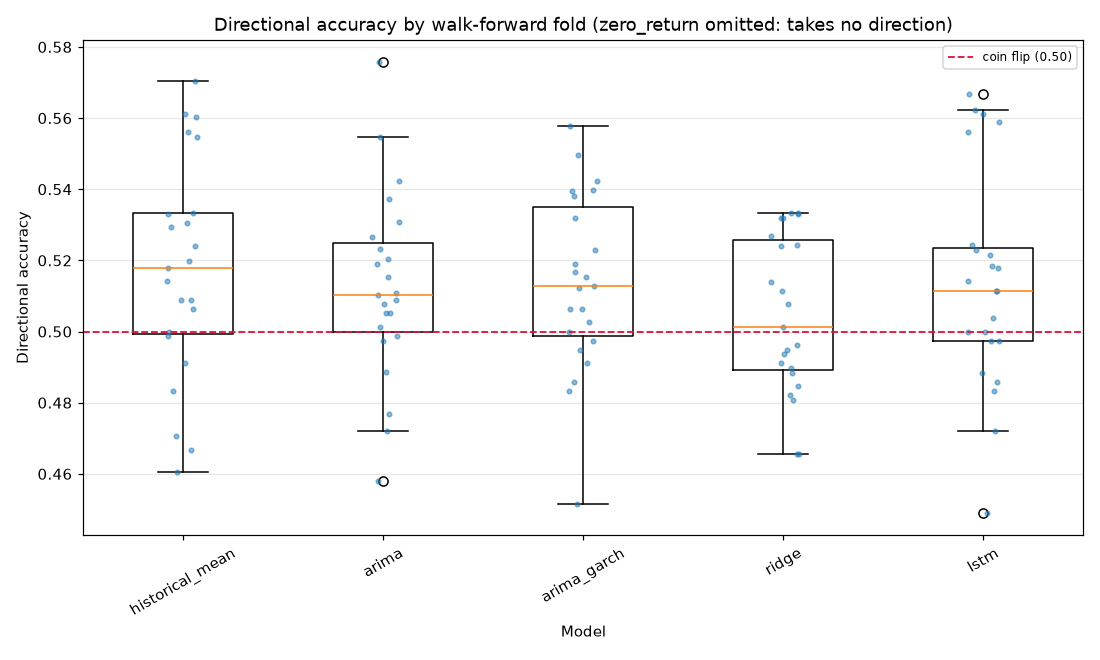 Directional accuracy by walk-forward fold (zero_return omitted: takes no direction)
coin flip (0.50)
Directional accuracy
0.58
0.56
0.54
0.52
0.50
0.48
0.46
historical_mean
arima
arima_garch
ridge
lstm
Model